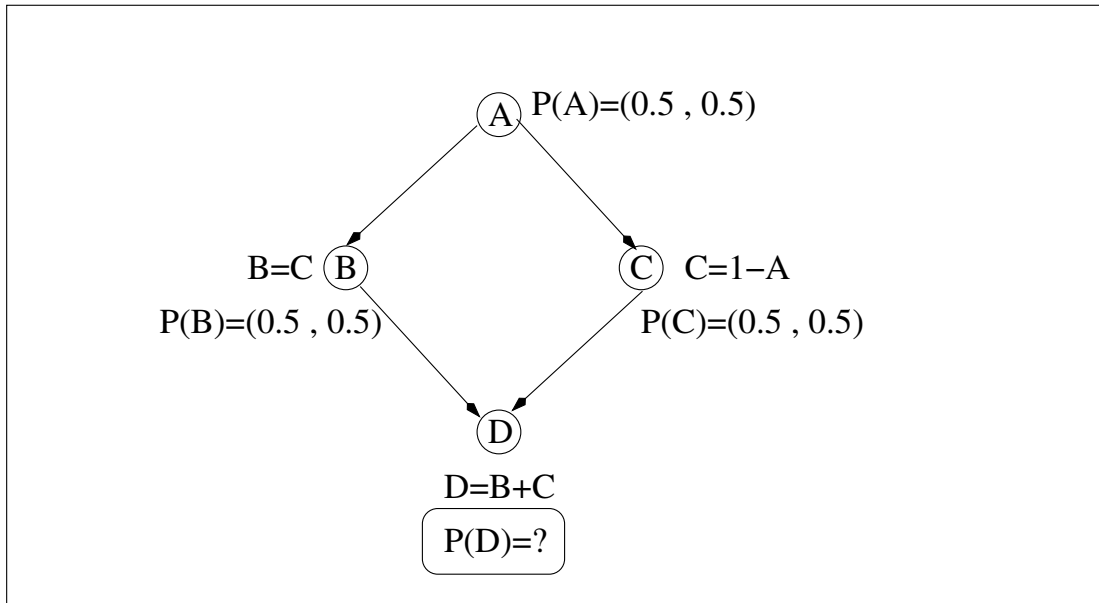 A P(A)=(0.5 , 0.5)
B=C B C C=1−A
P(B)=(0.5 , 0.5) P(C)=(0.5 , 0.5)
D
D=B+C
P(D)=?